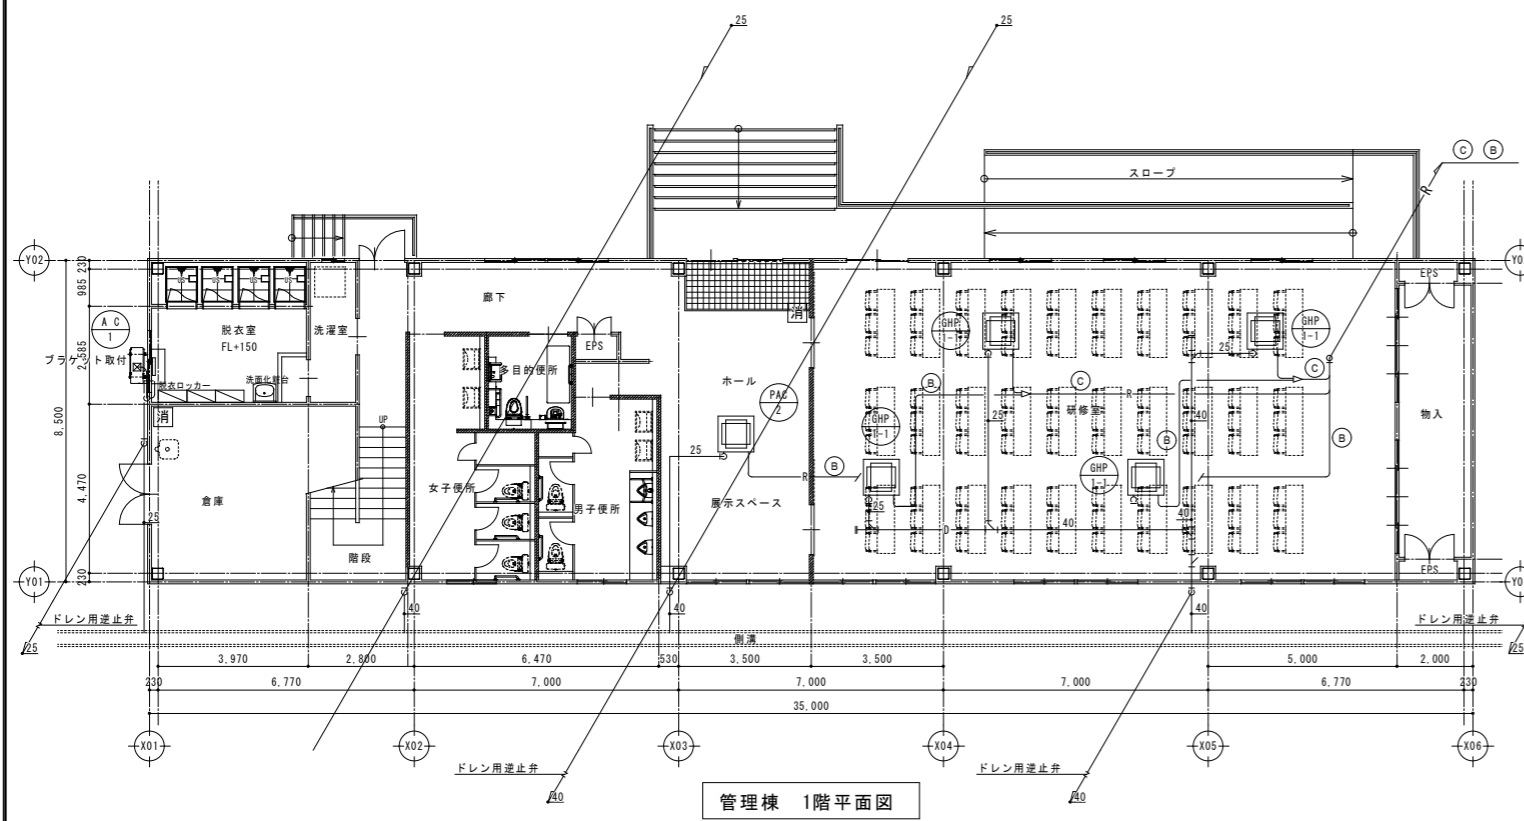 25
25
C B
R
スロープ
Y02
230
985
2,585
8,500
4,470
230
Y01
EPS
US US US US
廊下
消
A C
1
脱衣室
FL+150
洗濯室
ブラケット取付
脱衣ロッカー
洗面化粧台
EPS
多目的便所
ホール
PAC
2
GHP
1-1
GHP
1-1
25
C
B
C
R
研修室
25
40
物入
消
UP
GHP
1-1
25
R
B
GHP
1-1
B
B
倉庫
女子便所
男子便所
展示スペース
25
25
40
D
40
階段
EPS
ドレン用逆止弁
25
40
40
40
ドレン用逆止弁
25
側溝
3,970
2,800
6,470
530
3,500
3,500
5,000
2,000
230
6,770
7,000
7,000
7,000
6,770
230
35,000
X01
X02
X03
X04
X05
X06
ドレン用逆止弁
40
ドレン用逆止弁
40
管理棟 1階平面図